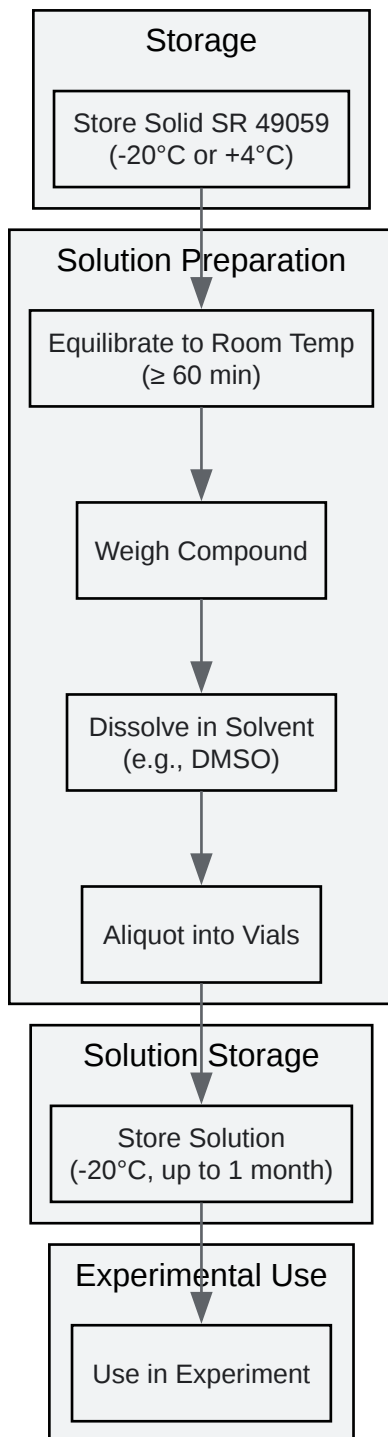 Storage
Store Solid SR 49059
(-20°C or +4°C)
Solution Preparation
Equilibrate to Room Temp
(≥ 60 min)
Weigh Compound
Dissolve in Solvent
(e.g., DMSO)
Aliquot into Vials
Solution Storage
Store Solution
(-20°C, up to 1 month)
Experimental Use
Use in Experiment